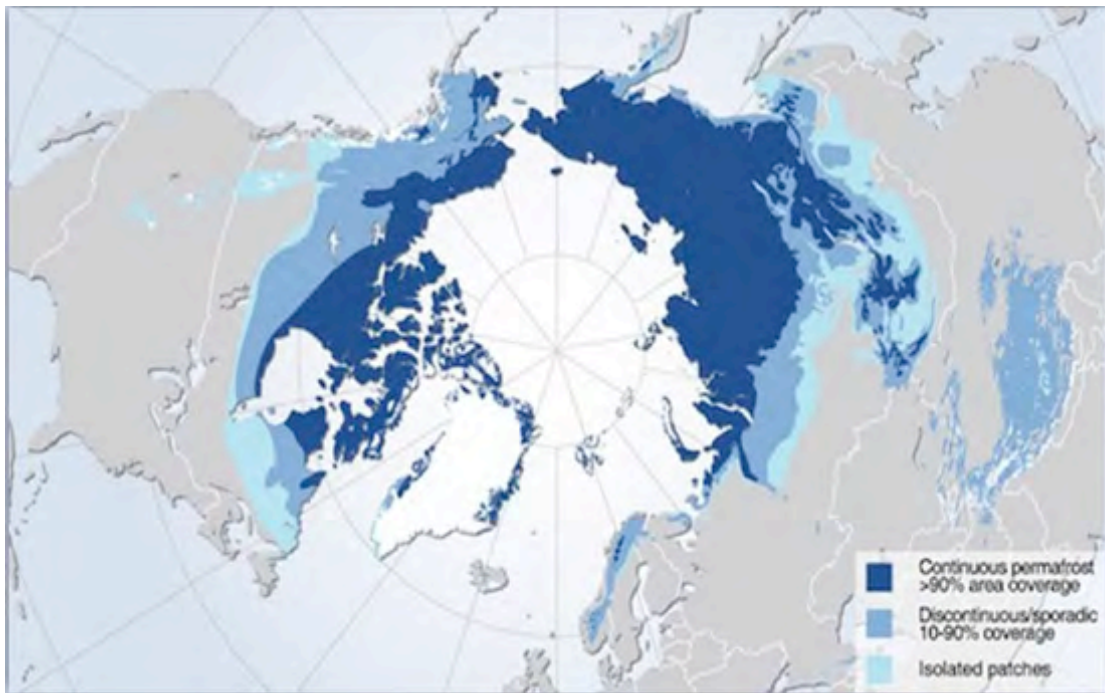 Continuous permafrost
>90% area coverage
Discontinuous/sporadic
10-90% coverage
Isolated patches